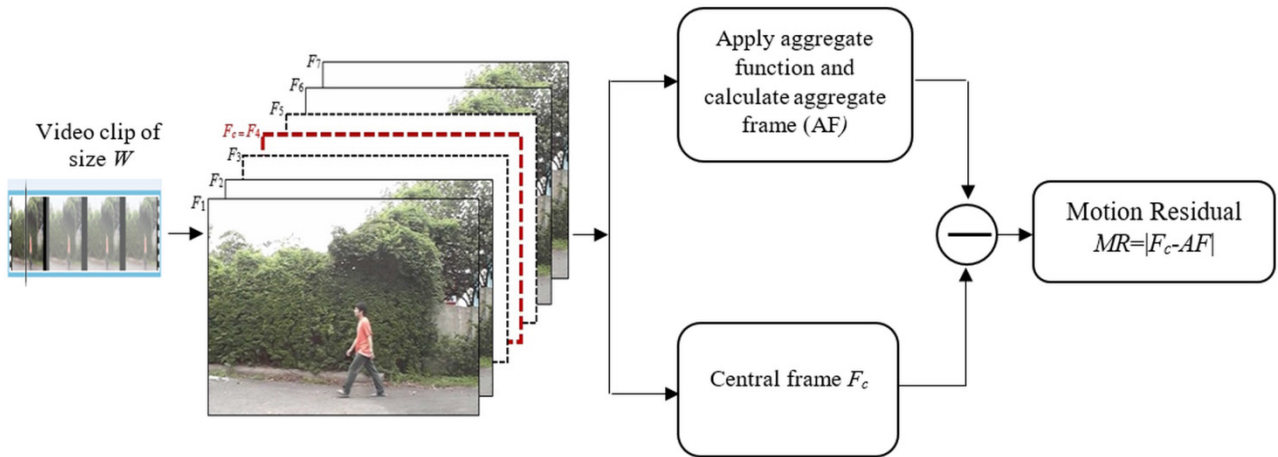 Video clip of
size W
F7
F6
F5
Fc=F4
F3
F2
F1
Apply aggregate
function and
calculate aggregate
frame (AF)
Central frame Fc
Motion Residual
MR=|Fc-AF|